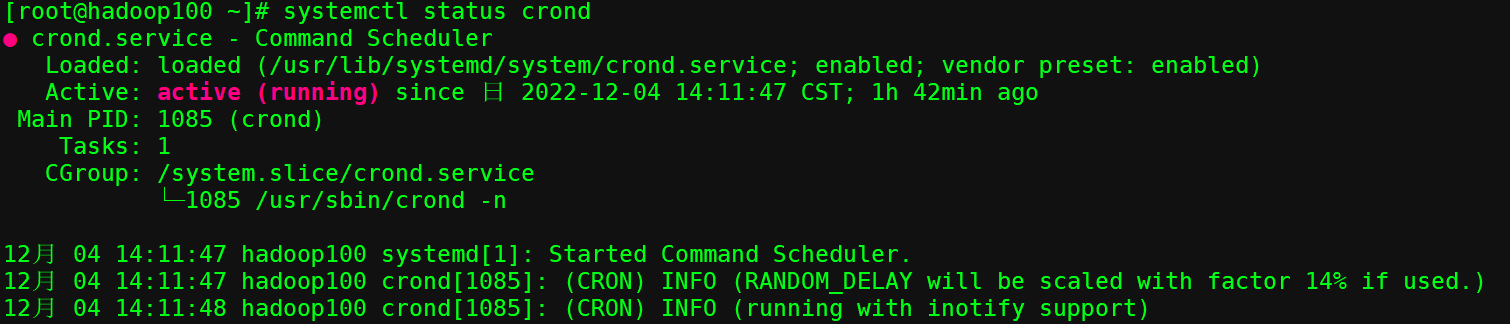 [root@hadoop100 ~]# systemctl status crond
● crond.service - Command Scheduler
   Loaded: loaded (/usr/lib/systemd/system/crond.service; enabled; vendor preset: enabled)
   Active: active (running) since 日 2022-12-04 14:11:47 CST; 1h 42min ago
 Main PID: 1085 (crond)
    Tasks: 1
   CGroup: /system.slice/crond.service
           └─1085 /usr/sbin/crond -n
12月 04 14:11:47 hadoop100 systemd[1]: Started Command Scheduler.
12月 04 14:11:47 hadoop100 crond[1085]: (CRON) INFO (RANDOM_DELAY will be scaled with factor 14% if used.)
12月 04 14:11:48 hadoop100 crond[1085]: (CRON) INFO (running with inotify support)